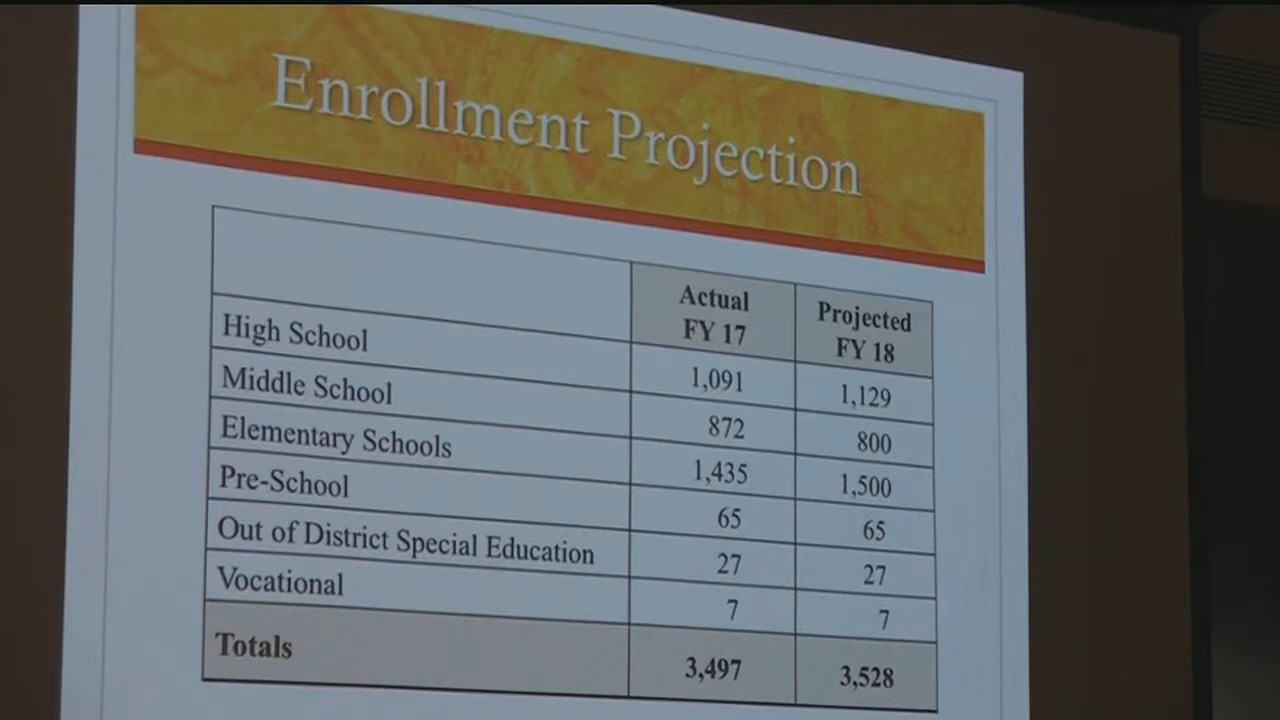 Enrollment Projection
Actual FY 17 Projected FY 18
High School 1,091 1,129
Middle School 872 800
Elementary Schools 1,435 1,500
Pre-School 65 65
Out of District Special Education 27 27
Vocational 7 7
Totals 3,497 3,528